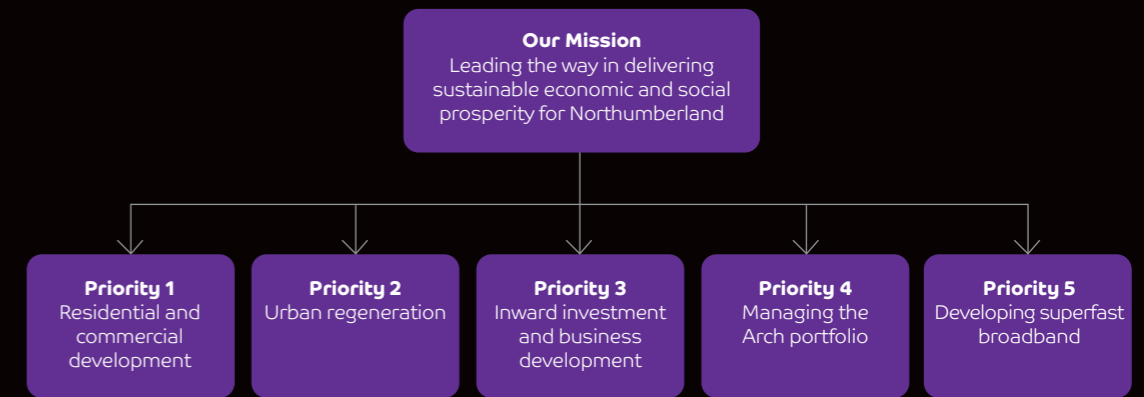 Our Mission
Leading the way in delivering
sustainable economic and social
prosperity for Northumberland
Priority 1
Residential and
commercial
development
Priority 2
Urban regeneration
Priority 3
Inward investment
and business
development
Priority 4
Managing the
Arch portfolio
Priority 5
Developing superfast
broadband